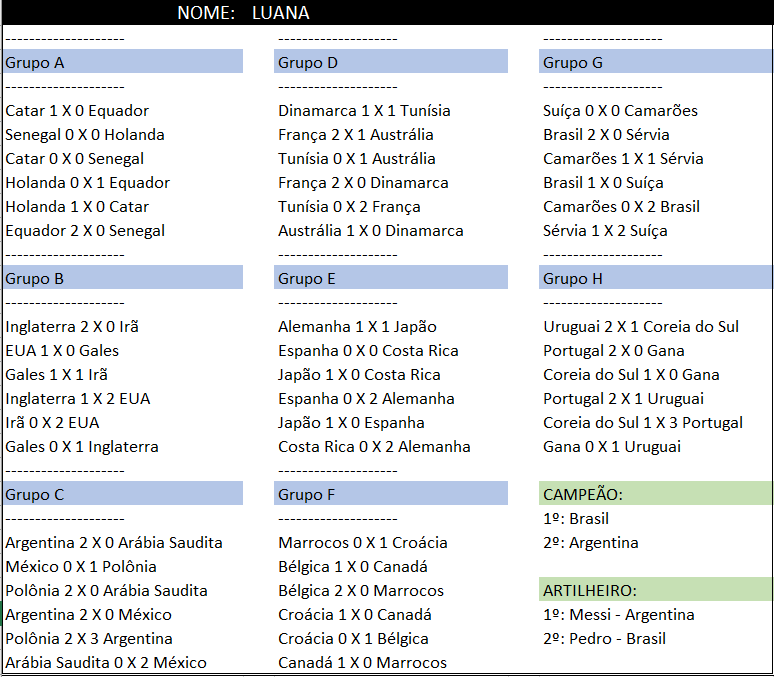 NOME: LUANA
--------------------
Grupo A
--------------------
Catar 1 X 0 Equador
Senegal 0 X 0 Holanda
Catar 0 X 0 Senegal
Holanda 0 X 1 Equador
Holanda 1 X 0 Catar
Equador 2 X 0 Senegal
--------------------
Grupo B
--------------------
Inglaterra 2 X 0 Irã
EUA 1 X 0 Gales
Gales 1 X 1 Irã
Inglaterra 1 X 2 EUA
Irã 0 X 2 EUA
Gales 0 X 1 Inglaterra
--------------------
Grupo C
--------------------
Argentina 2 X 0 Arábia Saudita
México 0 X 1 Polônia
Polônia 2 X 0 Arábia Saudita
Argentina 2 X 0 México
Polônia 2 X 3 Argentina
Arábia Saudita 0 X 2 México
--------------------
Grupo D
--------------------
Dinamarca 1 X 1 Tunísia
França 2 X 1 Austrália
Tunísia 0 X 1 Austrália
França 2 X 0 Dinamarca
Tunísia 0 X 2 França
Austrália 1 X 0 Dinamarca
--------------------
Grupo E
--------------------
Alemanha 1 X 1 Japão
Espanha 0 X 0 Costa Rica
Japão 1 X 0 Costa Rica
Espanha 0 X 2 Alemanha
Japão 1 X 0 Espanha
Costa Rica 0 X 2 Alemanha
--------------------
Grupo F
--------------------
Marrocos 0 X 1 Croácia
Bélgica 1 X 0 Canadá
Bélgica 2 X 0 Marrocos
Croácia 1 X 0 Canadá
Croácia 0 X 1 Bélgica
Canadá 1 X 0 Marrocos
--------------------
Grupo G
--------------------
Suíça 0 X 0 Camarões
Brasil 2 X 0 Sérvia
Camarões 1 X 1 Sérvia
Brasil 1 X 0 Suíça
Camarões 0 X 2 Brasil
Sérvia 1 X 2 Suíça
--------------------
Grupo H
--------------------
Uruguai 2 X 1 Coreia do Sul
Portugal 2 X 0 Gana
Coreia do Sul 1 X 0 Gana
Portugal 2 X 1 Uruguai
Coreia do Sul 1 X 3 Portugal
Gana 0 X 1 Uruguai
CAMPEÃO:
1º: Brasil
2º: Argentina
ARTILHEIRO:
1º: Messi - Argentina
2º: Pedro - Brasil